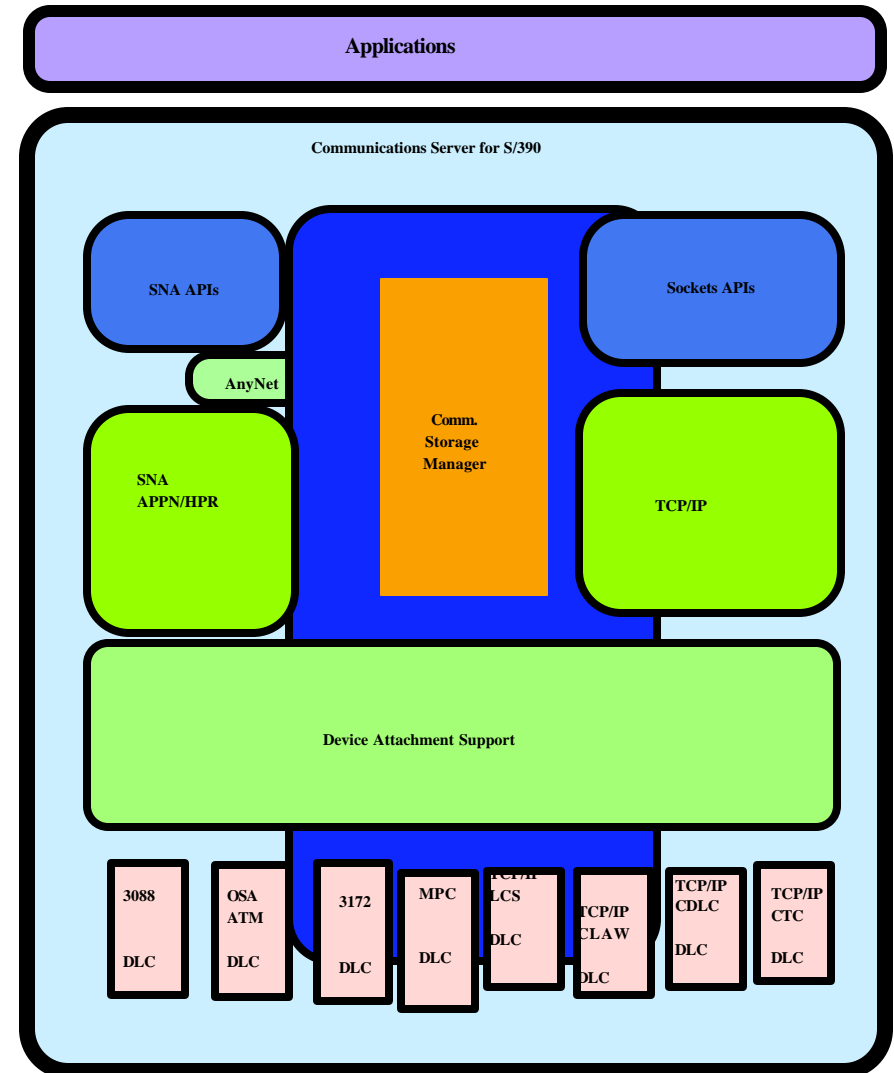 Applications
Communications Server for S/390
SNA APIs
Sockets APIs
AnyNet
Comm.
Storage
Manager
SNA
APPN/HPR
TCP/IP
Device Attachment Support
3088
DLC
OSA
ATM
DLC
3172
DLC
MPC
DLC
TCP/IP
LCS
DLC
TCP/IP
CLAW
DLC
TCP/IP
CDLC
DLC
TCP/IP
CTC
DLC